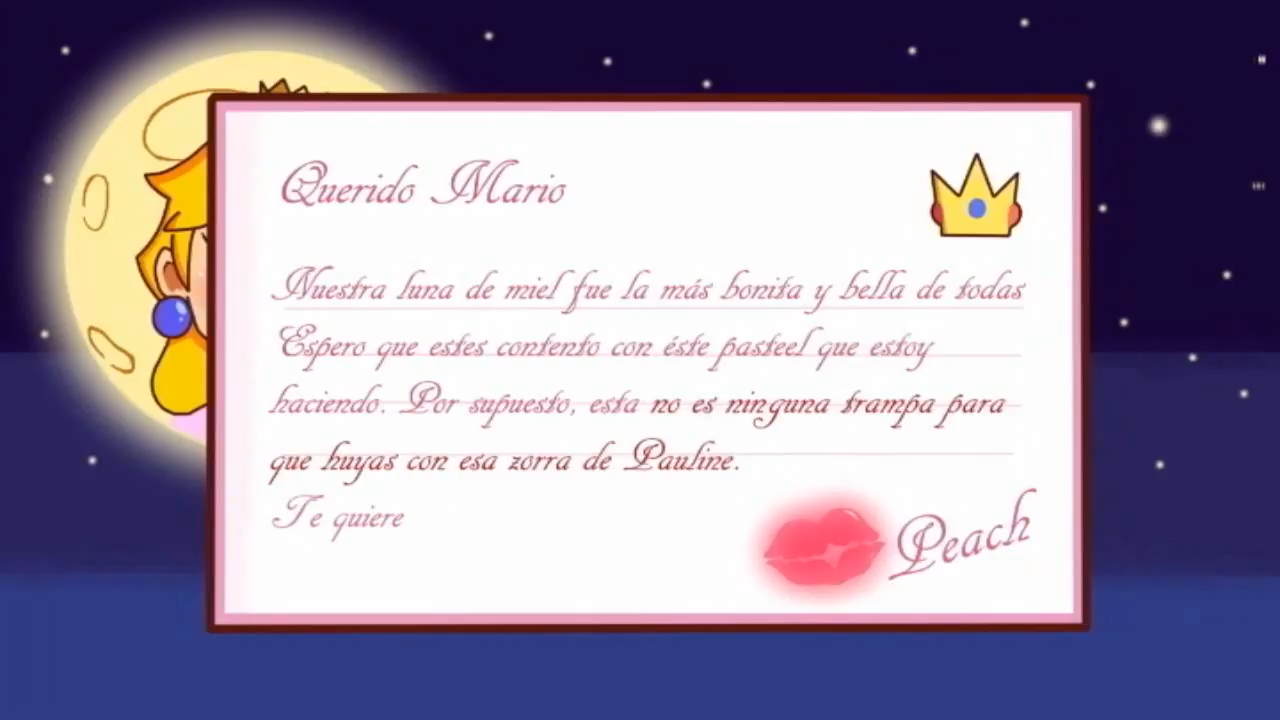 Querido Mario
Nuestra luna de miel fue la más bonita y bella de todas
Espero que estes contento con éste pasteel que estoy
haciendo. Por supuesto, esta no es ninguna trampa para
que huyas con esa zorra de Pauline.
Te quiere
Peach